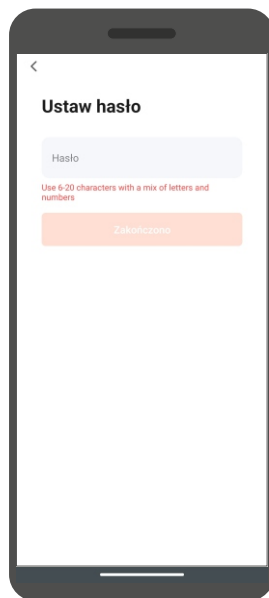 Ustaw hasło
Hasło
Use 6-20 characters with a mix of letters and
numbers
Zakończono